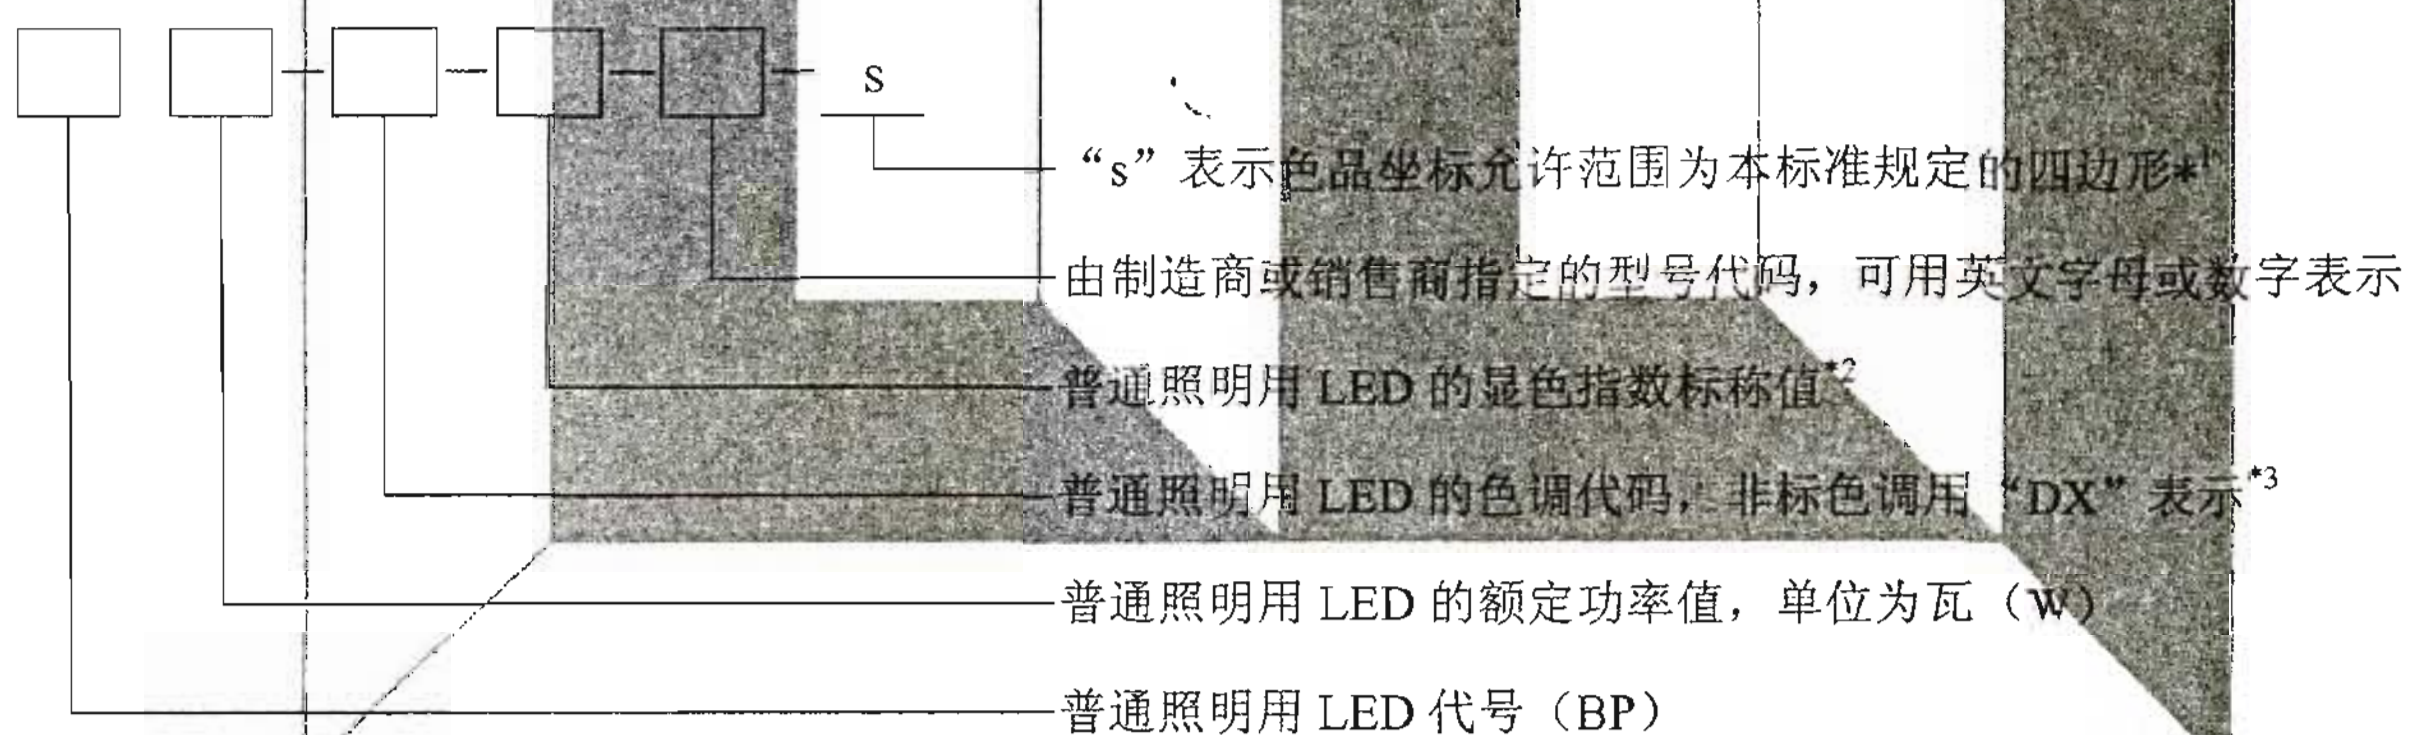 S
“s”表示色品坐标允许范围为本标准规定的四边形*1
由制造商或销售商指定的型号代码，可用英文字母或数字表示
普通照明用 LED 的显色指数标称值*2
普通照明用 LED 的色调代码，非标色调用“DX”表示*3
普通照明用 LED 的额定功率值，单位为瓦（W）
普通照明用 LED 代号（BP）